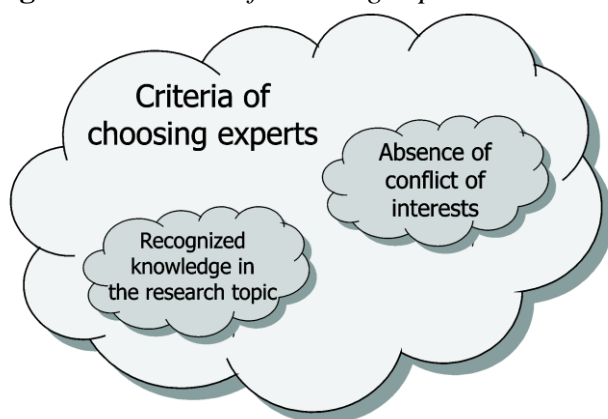 Criteria of
choosing experts
Absence of
conflict of
interests
Recognized
knowledge in
the research topic